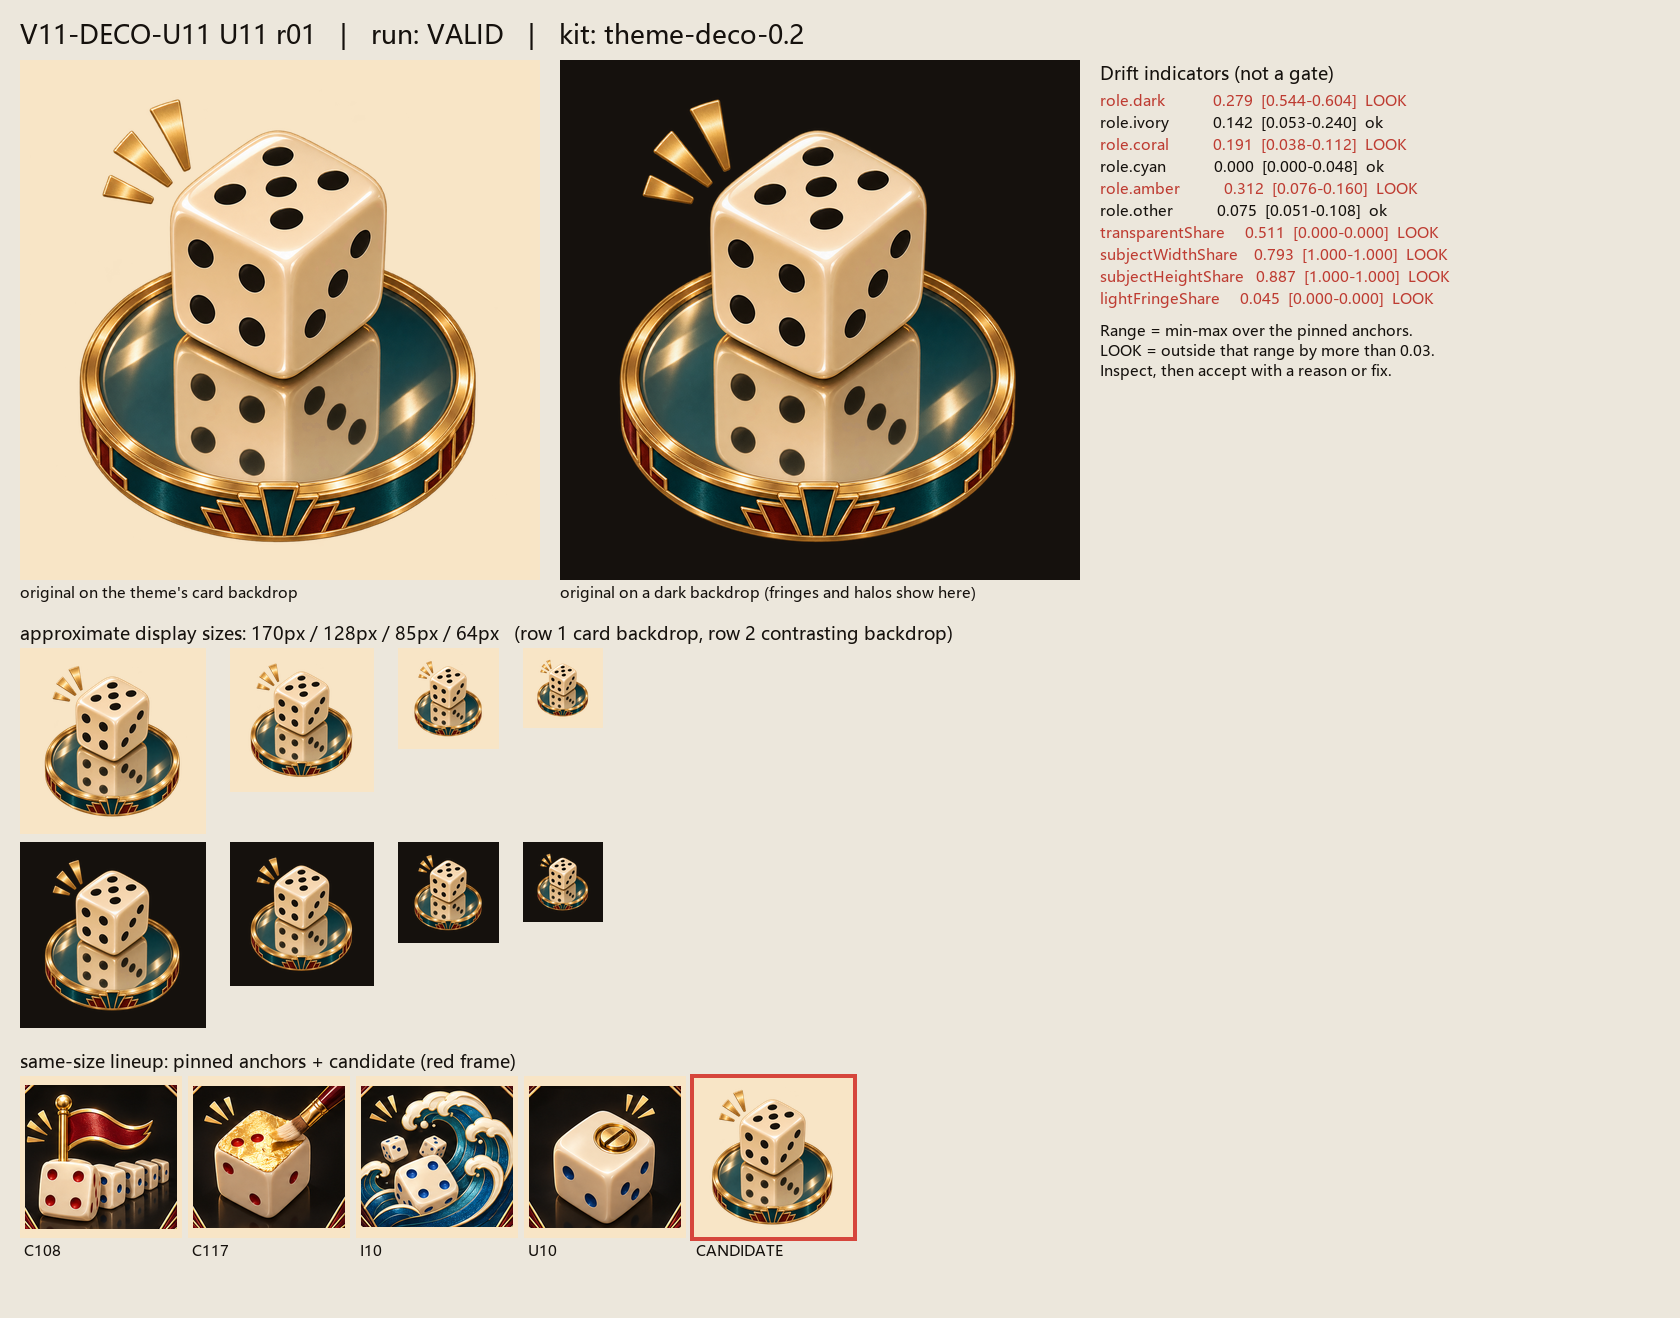 V11-DECO-U11 U11 r01 | run: VALID | kit: theme-deco-0.2
Drift indicators (not a gate)
role.dark 0.279 [0.544-0.604] LOOK
role.ivory 0.142 [0.053-0.240] ok
role.coral 0.191 [0.038-0.112] LOOK
role.cyan 0.000 [0.000-0.048] ok
role.amber 0.312 [0.076-0.160] LOOK
role.other 0.075 [0.051-0.108] ok
transparentShare 0.511 [0.000-0.000] LOOK
subjectWidthShare 0.793 [1.000-1.000] LOOK
subjectHeightShare 0.887 [1.000-1.000] LOOK
lightFringeShare 0.045 [0.000-0.000] LOOK
Range = min-max over the pinned anchors.
LOOK = outside that range by more than 0.03.
Inspect, then accept with a reason or fix.
original on the theme's card backdrop
original on a dark backdrop (fringes and halos show here)
approximate display sizes: 170px / 128px / 85px / 64px (row 1 card backdrop, row 2 contrasting backdrop)
same-size lineup: pinned anchors + candidate (red frame)
C108
C117
I10
U10
CANDIDATE